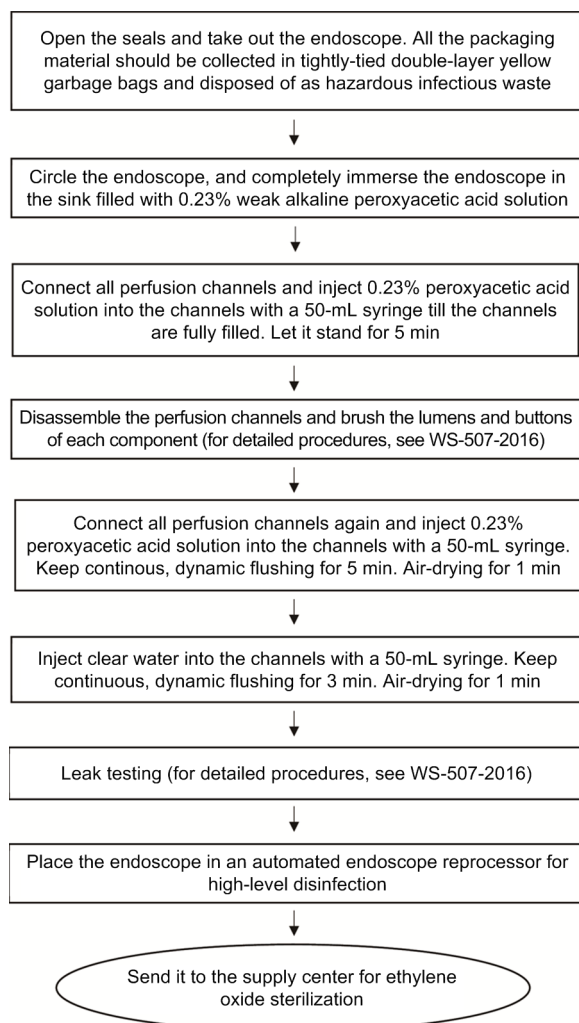 Open the seals and take out the endoscope. All the packaging
material should be collected in tightly-tied double-layer yellow
garbage bags and disposed of as hazardous infectious waste
Circle the endoscope, and completely immerse the endoscope in
the sink filled with 0.23% weak alkaline peroxyacetic acid solution
Connect all perfusion channels and inject 0.23% peroxyacetic acid
solution into the channels with a 50-mL syringe till the channels
are fully filled. Let it stand for 5 min
Disassemble the perfusion channels and brush the lumens and buttons
of each component (for detailed procedures, see WS-507-2016)
Connect all perfusion channels again and inject 0.23%
peroxyacetic acid solution into the channels with a 50-mL syringe.
Keep continous, dynamic flushing for 5 min. Air-drying for 1 min
Inject clear water into the channels with a 50-mL syringe. Keep
continuous, dynamic flushing for 3 min. Air-drying for 1 min
Leak testing (for detailed procedures, see WS-507-2016)
Place the endoscope in an automated endoscope reprocessor for
high-level disinfection
Send it to the supply center for ethylene
oxide sterilization